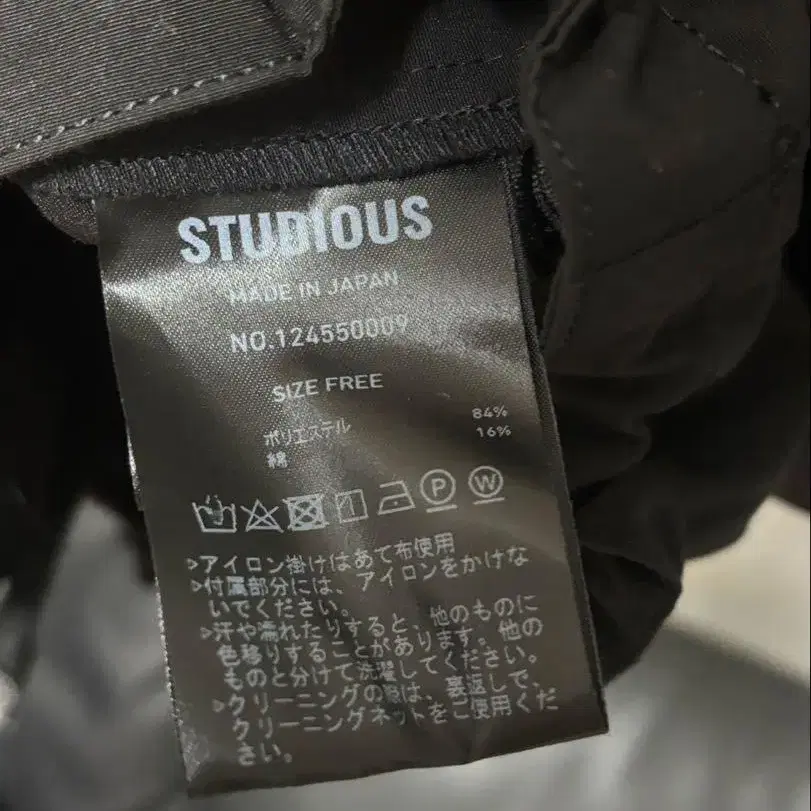 STUDIOUS
MADE IN JAPAN
NO.124550009
SIZE FREE
ポリエステル 84%
綿 16%
P W
▹アイロン掛けはあて布使用
▹付属部分には、アイロンをかけな
いでください。
▹汗や濡れたりすると、他のものに
色移りすることがあります。他の
ものと分けて洗濯してください。
▹クリーニングの際は、裏返しで、
クリーニングネットをご使用くだ
さい。